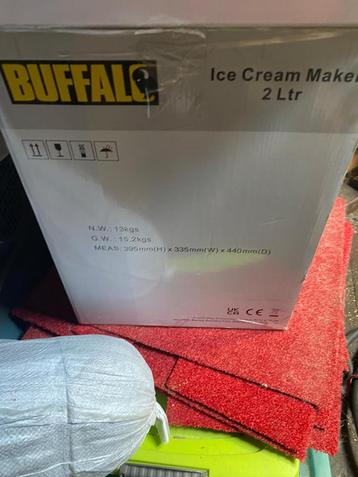 BUFFALO
Ice Cream Maker
2 Ltr
N.W.: 13kgs
G.W.: 15.2kgs
MEAS: 395mm(H) x 335mm(W) x 440mm(D)
UK CA CE